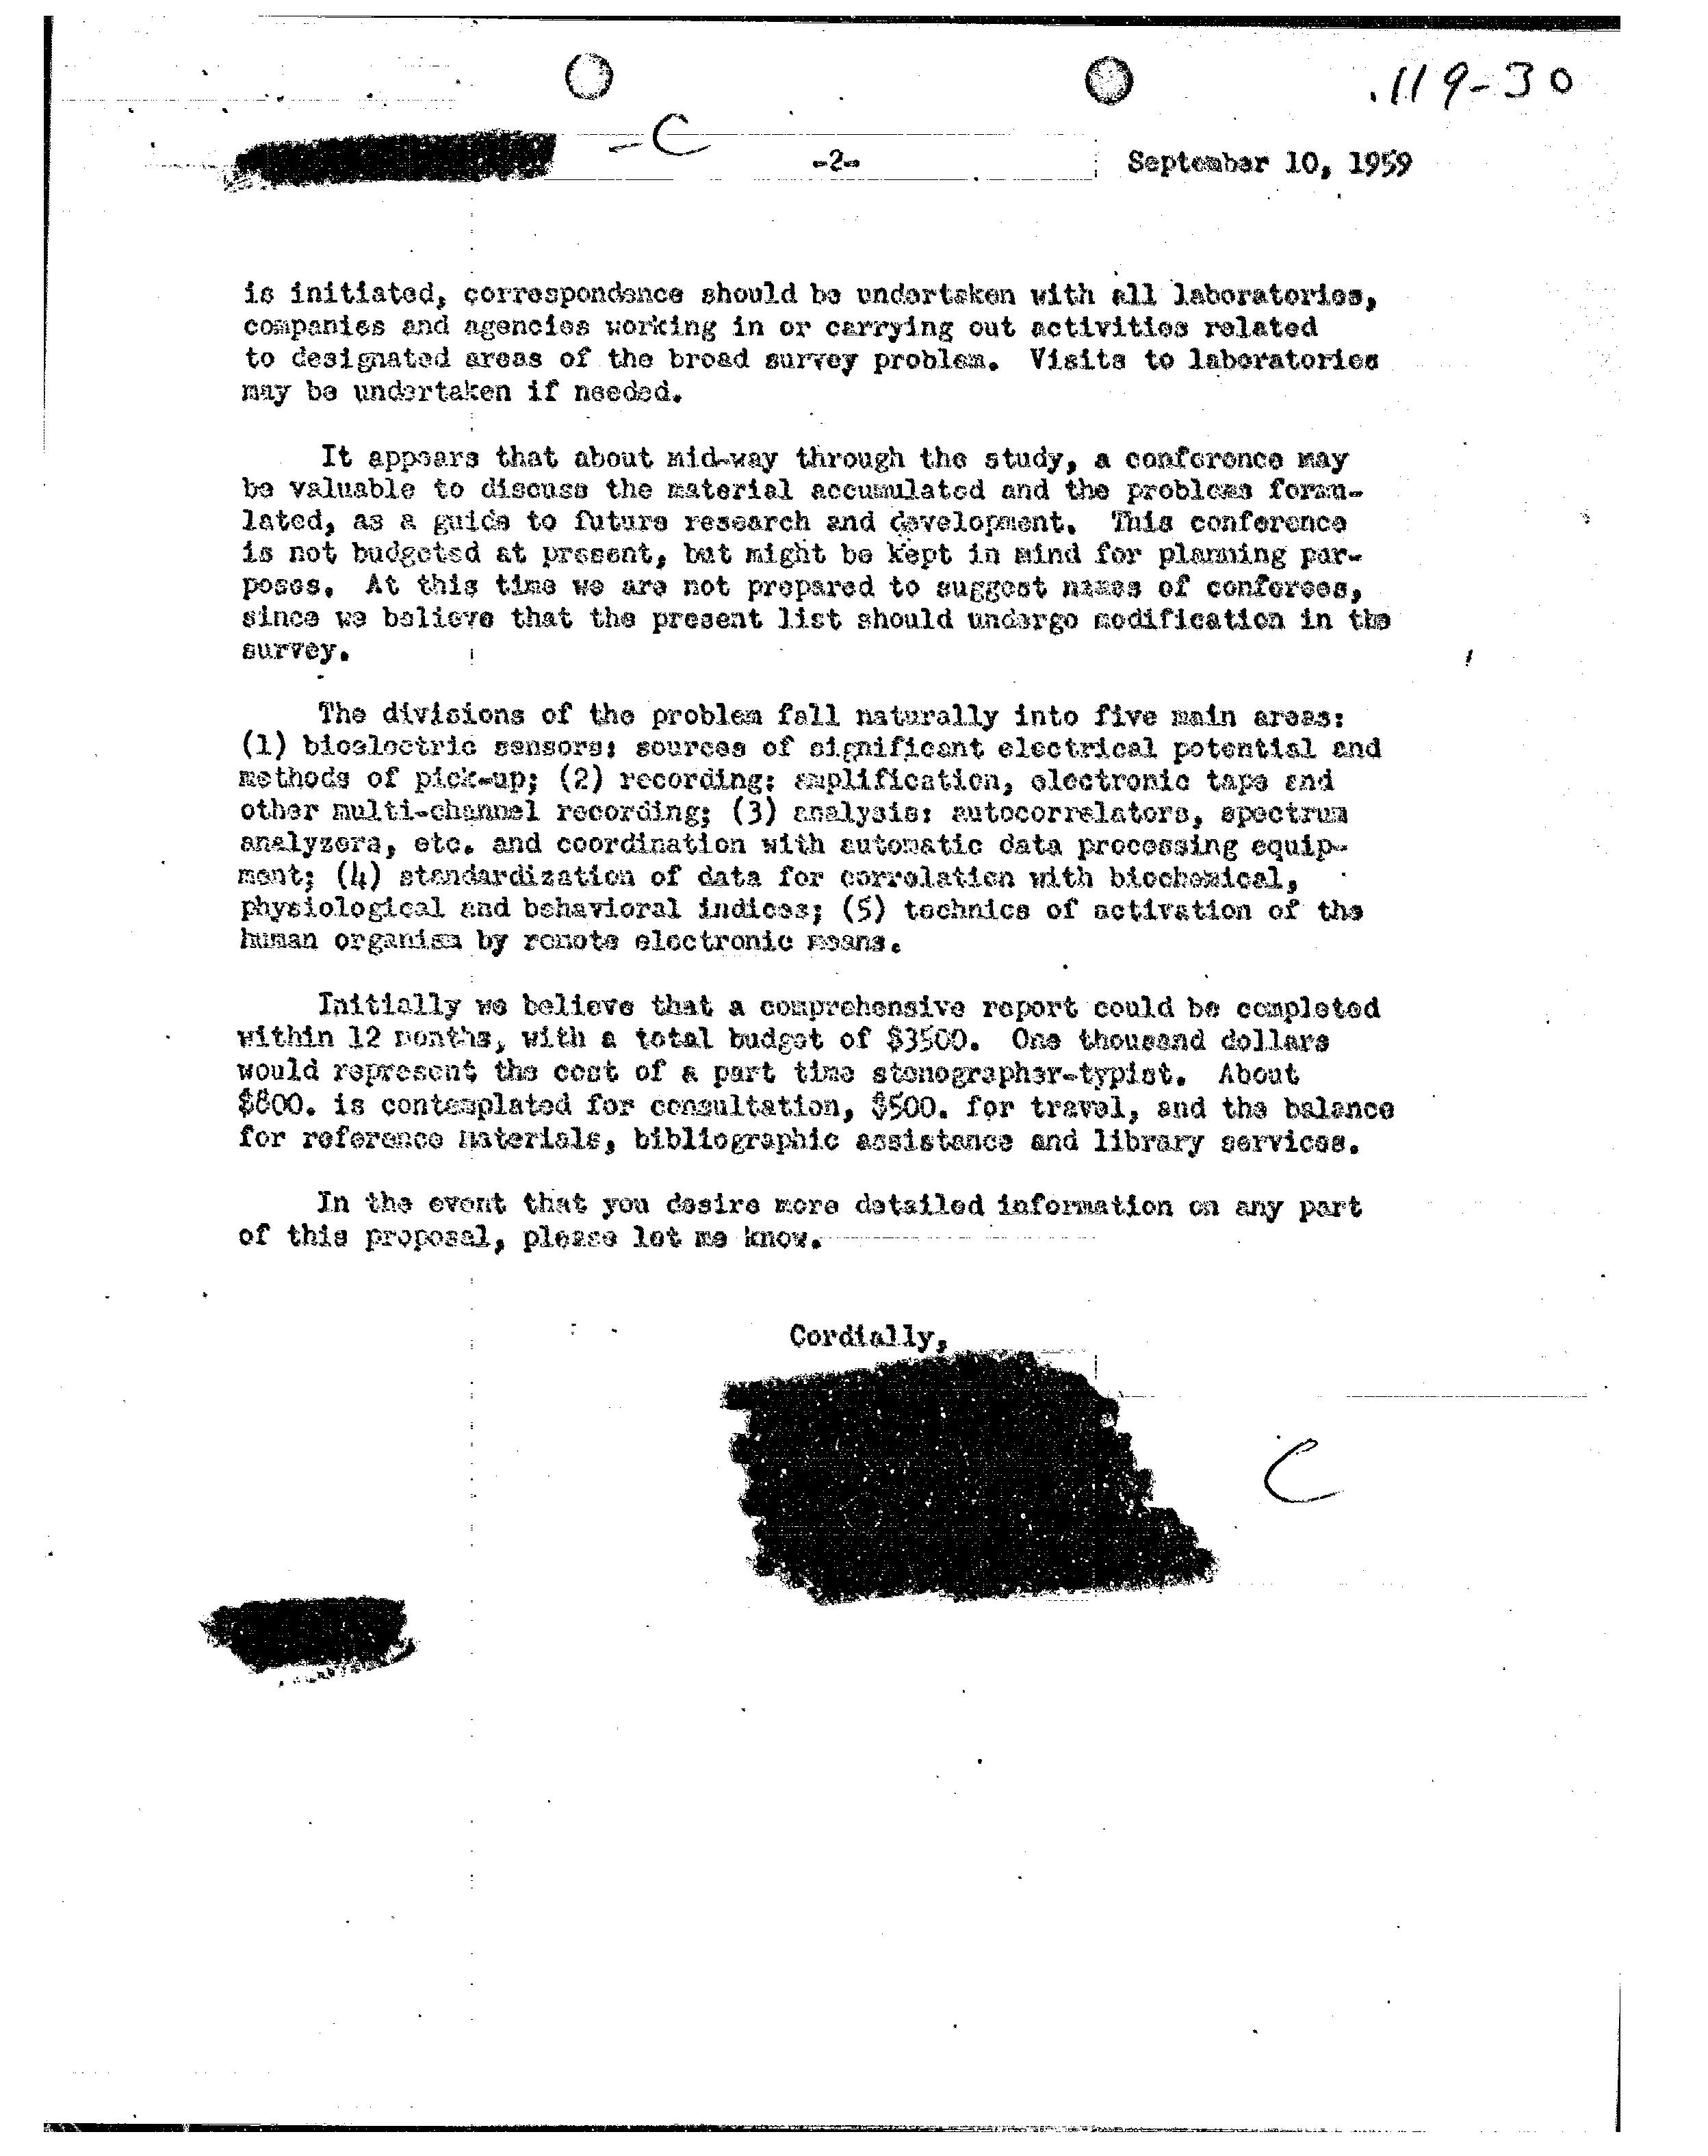 119-30
-C
-2-
September 10, 1959
is initiated, correspondence should be undertaken with all laboratories,
companies and agencies working in or carrying out activities related
to designated areas of the broad survey problem. Visits to laboratories
may be undertaken if needed.
It appears that about mid-way through the study, a conference may
be valuable to discuss the material accumulated and the problems formu-
lated, as a guide to future research and development. This conference
is not budgeted at present, but might be kept in mind for planning pur-
poses. At this time we are not prepared to suggest names of conferees,
since we believe that the present list should undergo modification in the
survey.
The divisions of the problem fall naturally into five main areas:
(1) bioelectric sensors: sources of significant electrical potential and
methods of pick-up; (2) recording: amplification, electronic tape and
other multi-channel recording; (3) analysis: autocorrelators, spectrum
analyzers, etc. and coordination with automatic data processing equip-
ment; (4) standardization of data for correlation with biochemical,
physiological and behavioral indices; (5) technics of activation of the
human organism by remote electronic means.
Initially we believe that a comprehensive report could be completed
within 12 months, with a total budget of $3500. One thousand dollars
would represent the cost of a part time stenographer-typist. About
$800. is contemplated for consultation, $500. for travel, and the balance
for reference materials, bibliographic assistance and library services.
In the event that you desire more detailed information on any part
of this proposal, please let me know.
Cordially,
C